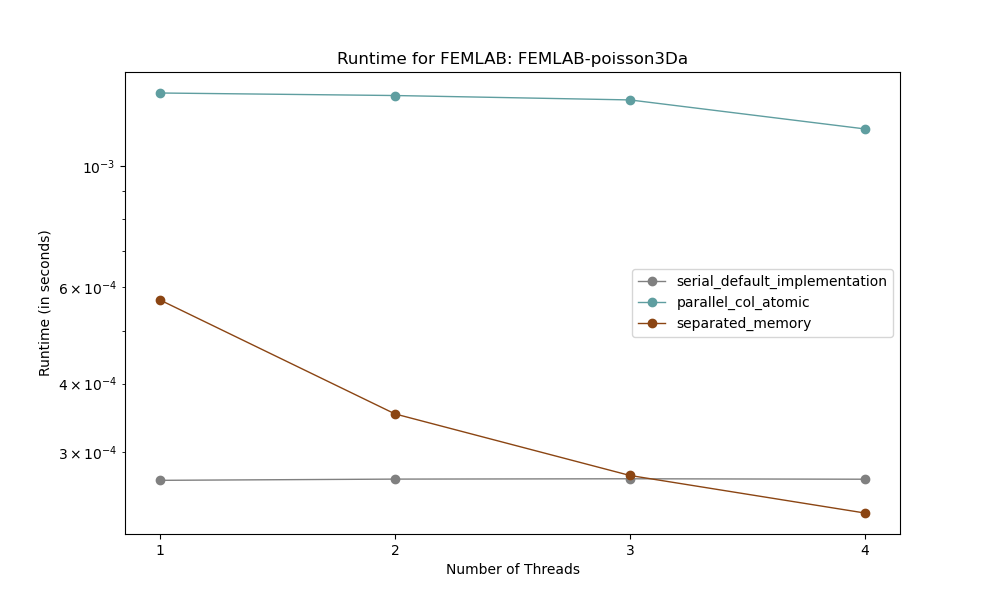 Runtime for FEMLAB: FEMLAB-poisson3Da
Runtime (in seconds)
10⁻³
6 × 10⁻⁴
4 × 10⁻⁴
3 × 10⁻⁴
serial_default_implementation
parallel_col_atomic
separated_memory
1 2 3 4
Number of Threads